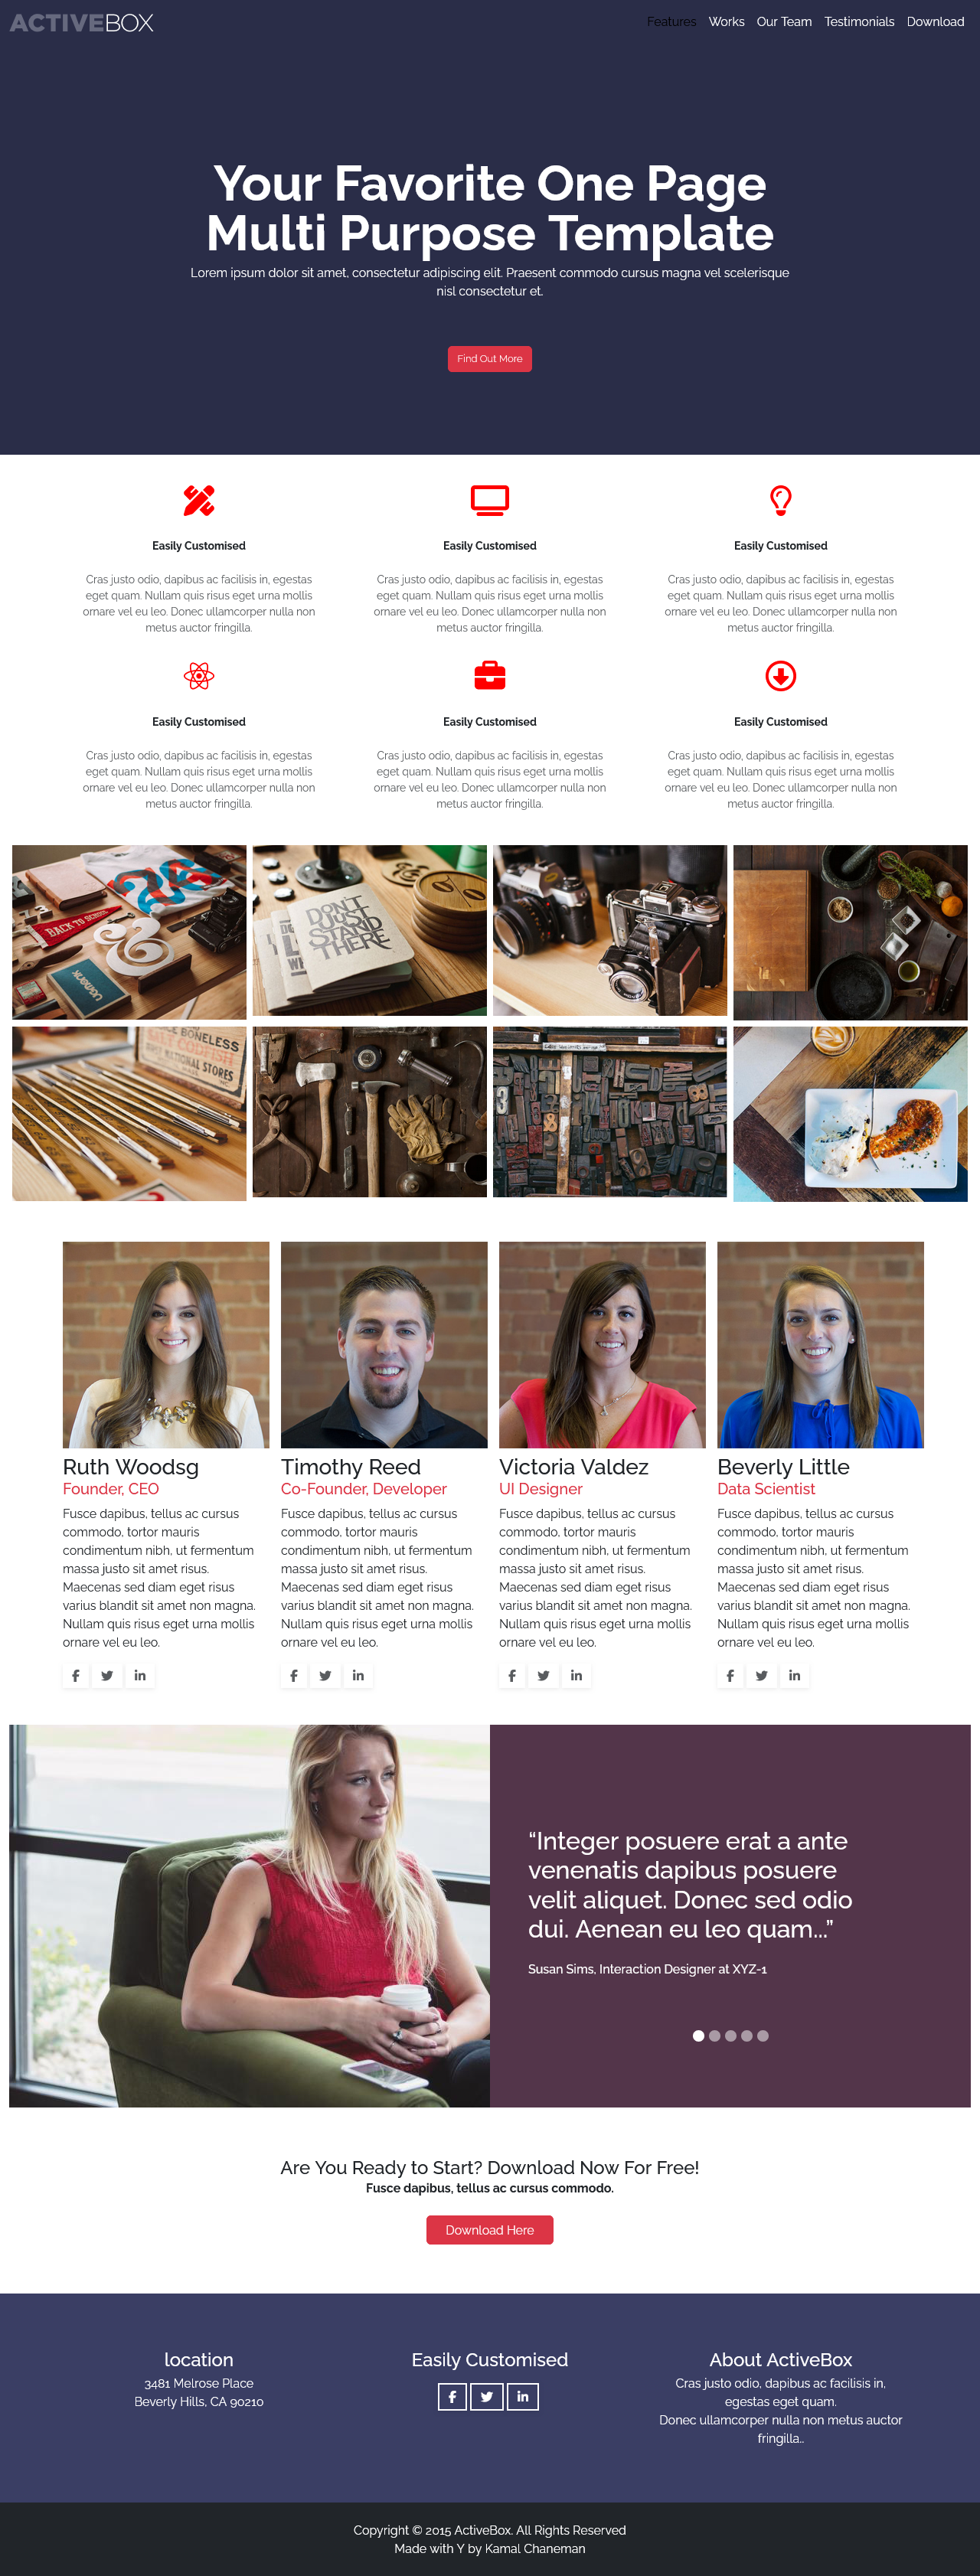 ACTIVEBOX
Features Works Our Team Testimonials Download
Your Favorite One Page
Multi Purpose Template
Lorem ipsum dolor sit amet, consectetur adipiscing elit. Praesent commodo cursus magna vel scelerisque
nisl consectetur et.
Find Out More
Easily Customised
Cras justo odio, dapibus ac facilisis in, egestas
eget quam. Nullam quis risus eget urna mollis
ornare vel eu leo. Donec ullamcorper nulla non
metus auctor fringilla.
Easily Customised
Cras justo odio, dapibus ac facilisis in, egestas
eget quam. Nullam quis risus eget urna mollis
ornare vel eu leo. Donec ullamcorper nulla non
metus auctor fringilla.
Easily Customised
Cras justo odio, dapibus ac facilisis in, egestas
eget quam. Nullam quis risus eget urna mollis
ornare vel eu leo. Donec ullamcorper nulla non
metus auctor fringilla.
Easily Customised
Cras justo odio, dapibus ac facilisis in, egestas
eget quam. Nullam quis risus eget urna mollis
ornare vel eu leo. Donec ullamcorper nulla non
metus auctor fringilla.
Easily Customised
Cras justo odio, dapibus ac facilisis in, egestas
eget quam. Nullam quis risus eget urna mollis
ornare vel eu leo. Donec ullamcorper nulla non
metus auctor fringilla.
Easily Customised
Cras justo odio, dapibus ac facilisis in, egestas
eget quam. Nullam quis risus eget urna mollis
ornare vel eu leo. Donec ullamcorper nulla non
metus auctor fringilla.
BACK TO SCHOOL
&
Ugmonk
DON'T
JUST
STAND
THERE
BONELESS
NATIONAL STORES
Ruth Woodsg
Founder, CEO
Fusce dapibus, tellus ac cursus
commodo, tortor mauris
condimentum nibh, ut fermentum
massa justo sit amet risus.
Maecenas sed diam eget risus
varius blandit sit amet non magna.
Nullam quis risus eget urna mollis
ornare vel eu leo.
Timothy Reed
Co-Founder, Developer
Fusce dapibus, tellus ac cursus
commodo, tortor mauris
condimentum nibh, ut fermentum
massa justo sit amet risus.
Maecenas sed diam eget risus
varius blandit sit amet non magna.
Nullam quis risus eget urna mollis
ornare vel eu leo.
Victoria Valdez
UI Designer
Fusce dapibus, tellus ac cursus
commodo, tortor mauris
condimentum nibh, ut fermentum
massa justo sit amet risus.
Maecenas sed diam eget risus
varius blandit sit amet non magna.
Nullam quis risus eget urna mollis
ornare vel eu leo.
Beverly Little
Data Scientist
Fusce dapibus, tellus ac cursus
commodo, tortor mauris
condimentum nibh, ut fermentum
massa justo sit amet risus.
Maecenas sed diam eget risus
varius blandit sit amet non magna.
Nullam quis risus eget urna mollis
ornare vel eu leo.
“Integer posuere erat a ante
venenatis dapibus posuere
velit aliquet. Donec sed odio
dui. Aenean eu leo quam...”
Susan Sims, Interaction Designer at XYZ-1
Are You Ready to Start? Download Now For Free!
Fusce dapibus, tellus ac cursus commodo.
Download Here
location
3481 Melrose Place
Beverly Hills, CA 90210
Easily Customised
About ActiveBox
Cras justo odio, dapibus ac facilisis in,
egestas eget quam.
Donec ullamcorper nulla non metus auctor
fringilla..
Copyright © 2015 ActiveBox. All Rights Reserved
Made with Y by Kamal Chaneman